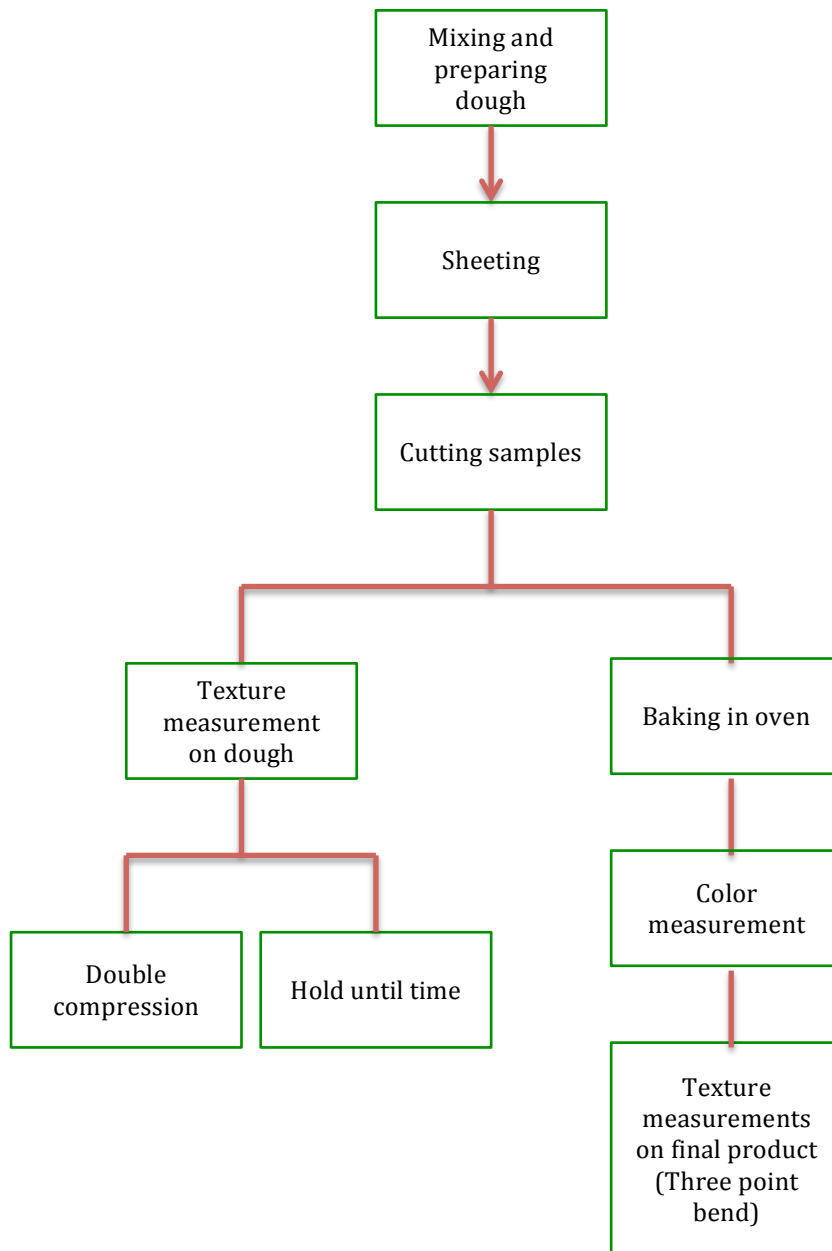 Mixing and
preparing
dough
Sheeting
Cutting samples
Texture
measurement
on dough
Baking in oven
Double
compression
Hold until time
Color
measurement
Texture
measurements
on final product
(Three point
bend)